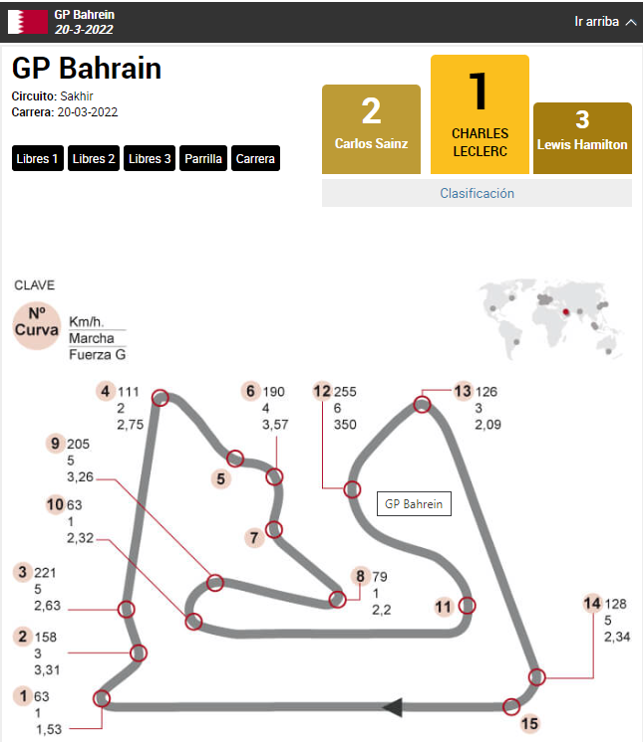 GP Bahrein
20-3-2022
Ir arriba
GP Bahrain
Circuito: Sakhir
Carrera: 20-03-2022
Libres 1
Libres 2
Libres 3
Parrilla
Carrera
2
Carlos Sainz
1
CHARLES
LECLERC
3
Lewis Hamilton
Clasificación
CLAVE
Nº
Curva
Km/h.
Marcha
Fuerza G
4 111
2
2,75
6 190
4
3,57
12 255
6
350
13 126
3
2,09
9 205
5
3,26
5
10 63
1
2,32
GP Bahrein
7
3 221
5
2,63
8 79
1
2,2
11
14 128
5
2,34
2 158
3
3,31
1 63
1
1,53
15